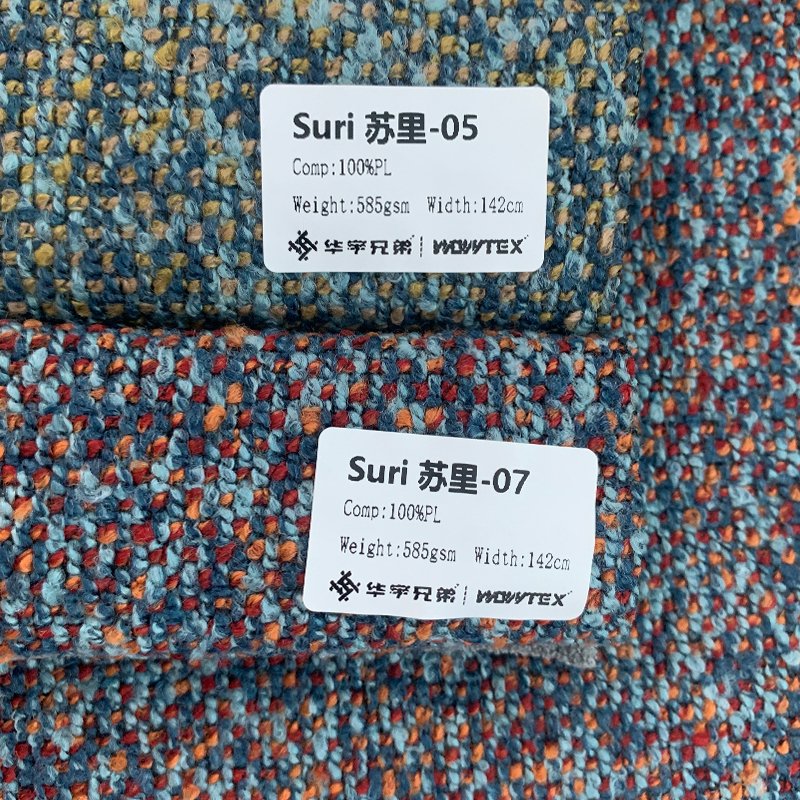 Suri 苏里-05
Comp:100%PL
Weight:585gsm Width:142cm
华宇兄弟 | WOWTEX
Suri 苏里-07
Comp:100%PL
Weight:585gsm Width:142cm
华宇兄弟 | WOWTEX